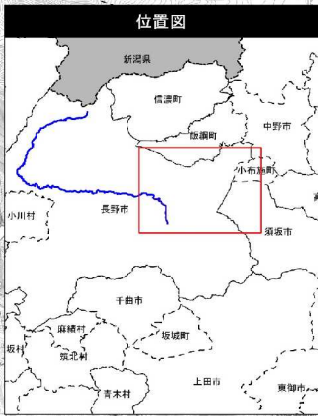 位置図
新潟県
信濃町
飯綱町
中野市
小布施町
小川村
長野市
須坂市
千曲市
麻績村
坂城町
坂村
筑北村
上田市
青木村
東御市